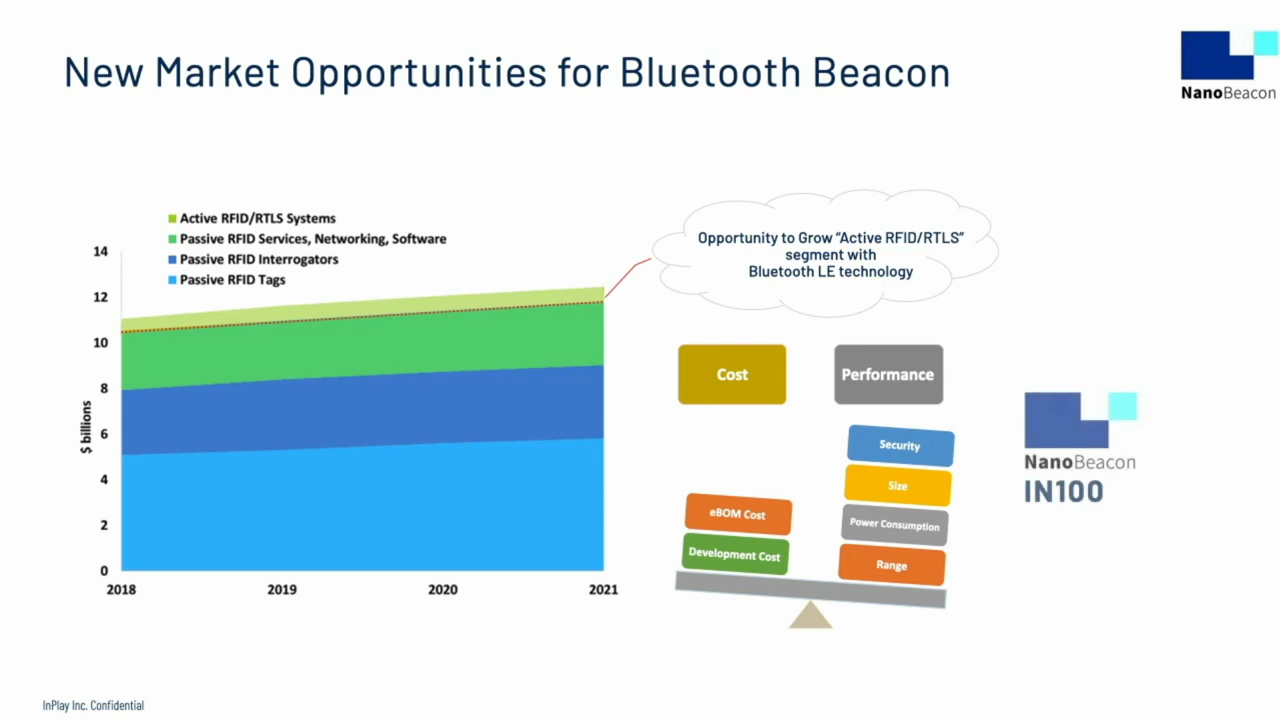 New Market Opportunities for Bluetooth Beacon
NanoBeacon
Active RFID/RTLS Systems
Passive RFID Services, Networking, Software
Passive RFID Interrogators
Passive RFID Tags
14
12
10
8
6
4
2
0
$ billions
2018
2019
2020
2021
Opportunity to Grow “Active RFID/RTLS”
segment with
Bluetooth LE technology
Cost
Performance
Security
Size
Power Consumption
Range
eBOM Cost
Development Cost
NanoBeacon
IN100
InPlay Inc. Confidential